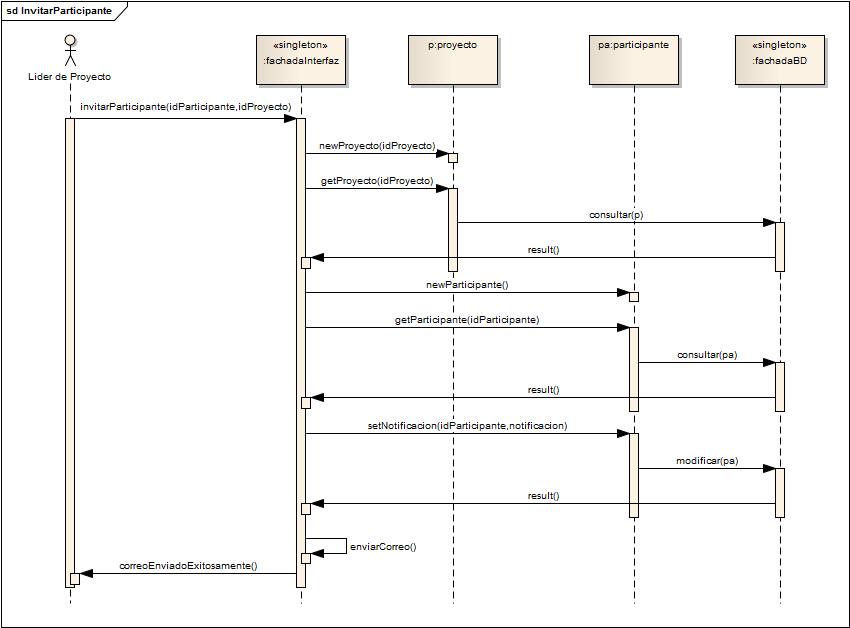 sd InvitarParticipante
«singleton»
:fachadaInterfaz
p:proyecto
pa:participante
«singleton»
:fachadaBD
Lider de Proyecto
invitarParticipante(idParticipante,idProyecto)
newProyecto(idProyecto)
getProyecto(idProyecto)
consultar(p)
result()
newParticipante()
getParticipante(idParticipante)
consultar(pa)
result()
setNotificacion(idParticipante,notificacion)
modificar(pa)
result()
enviarCorreo()
correoEnviadoExitosamente()